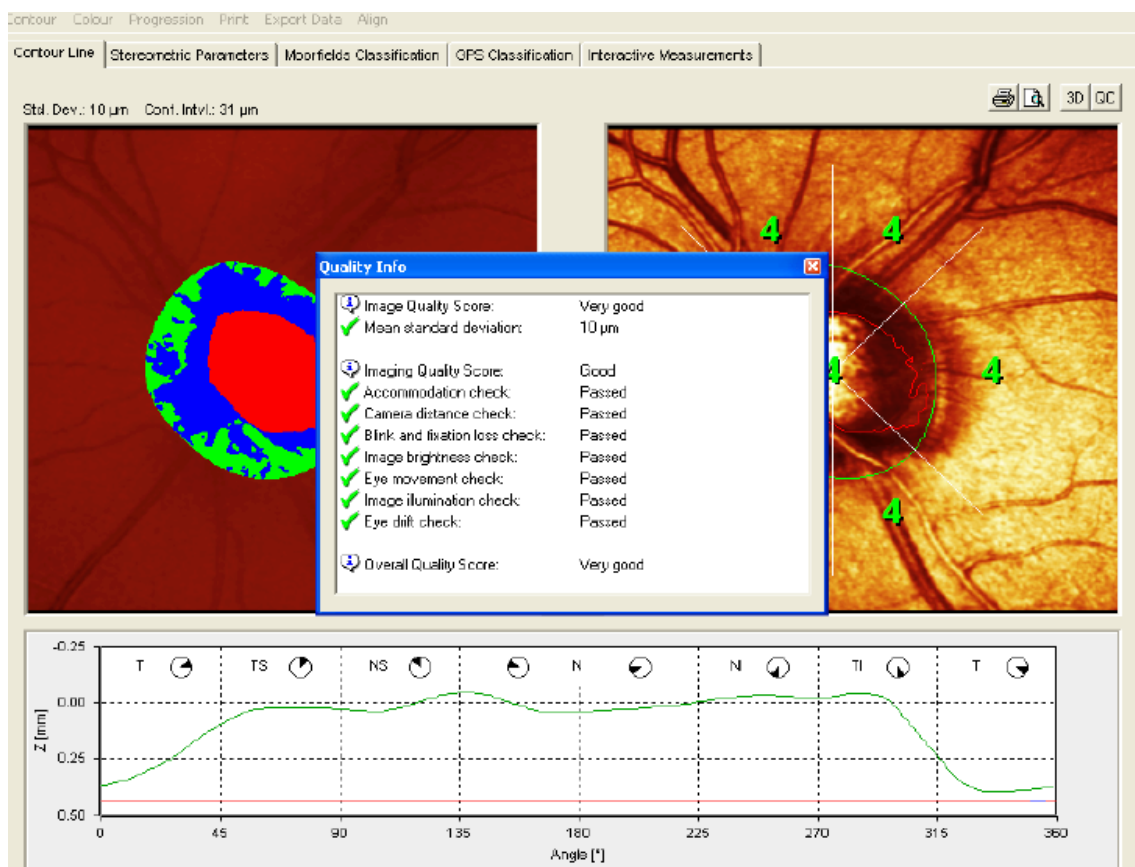 Contour Colour Progression Print Export Data Align
Contour Line Stereometric Parameters Moorfields Classification GPS Classification Interactive Measurements
3D QC
Std. Dev.: 10 µm Conf. Intvl.: 31 µm
4 4
Quality Info
Image Quality Score: Very good
Mean standard deviation: 10 µm
Imaging Quality Score: Good
Accommodation check: Passed
4 4
Camera distance check: Passed
Blink and fixation loss check: Passed
Image brightness check: Passed
Eye movement check: Passed
Image illumination check: Passed
4
Eye drift check: Passed
Overall Quality Score: Very good
-0.25
T TS NS N NI TI T
0.00
Z [mm]
0.25
0.50
0 45 90 135 180 225 270 315 360
Angle [°]